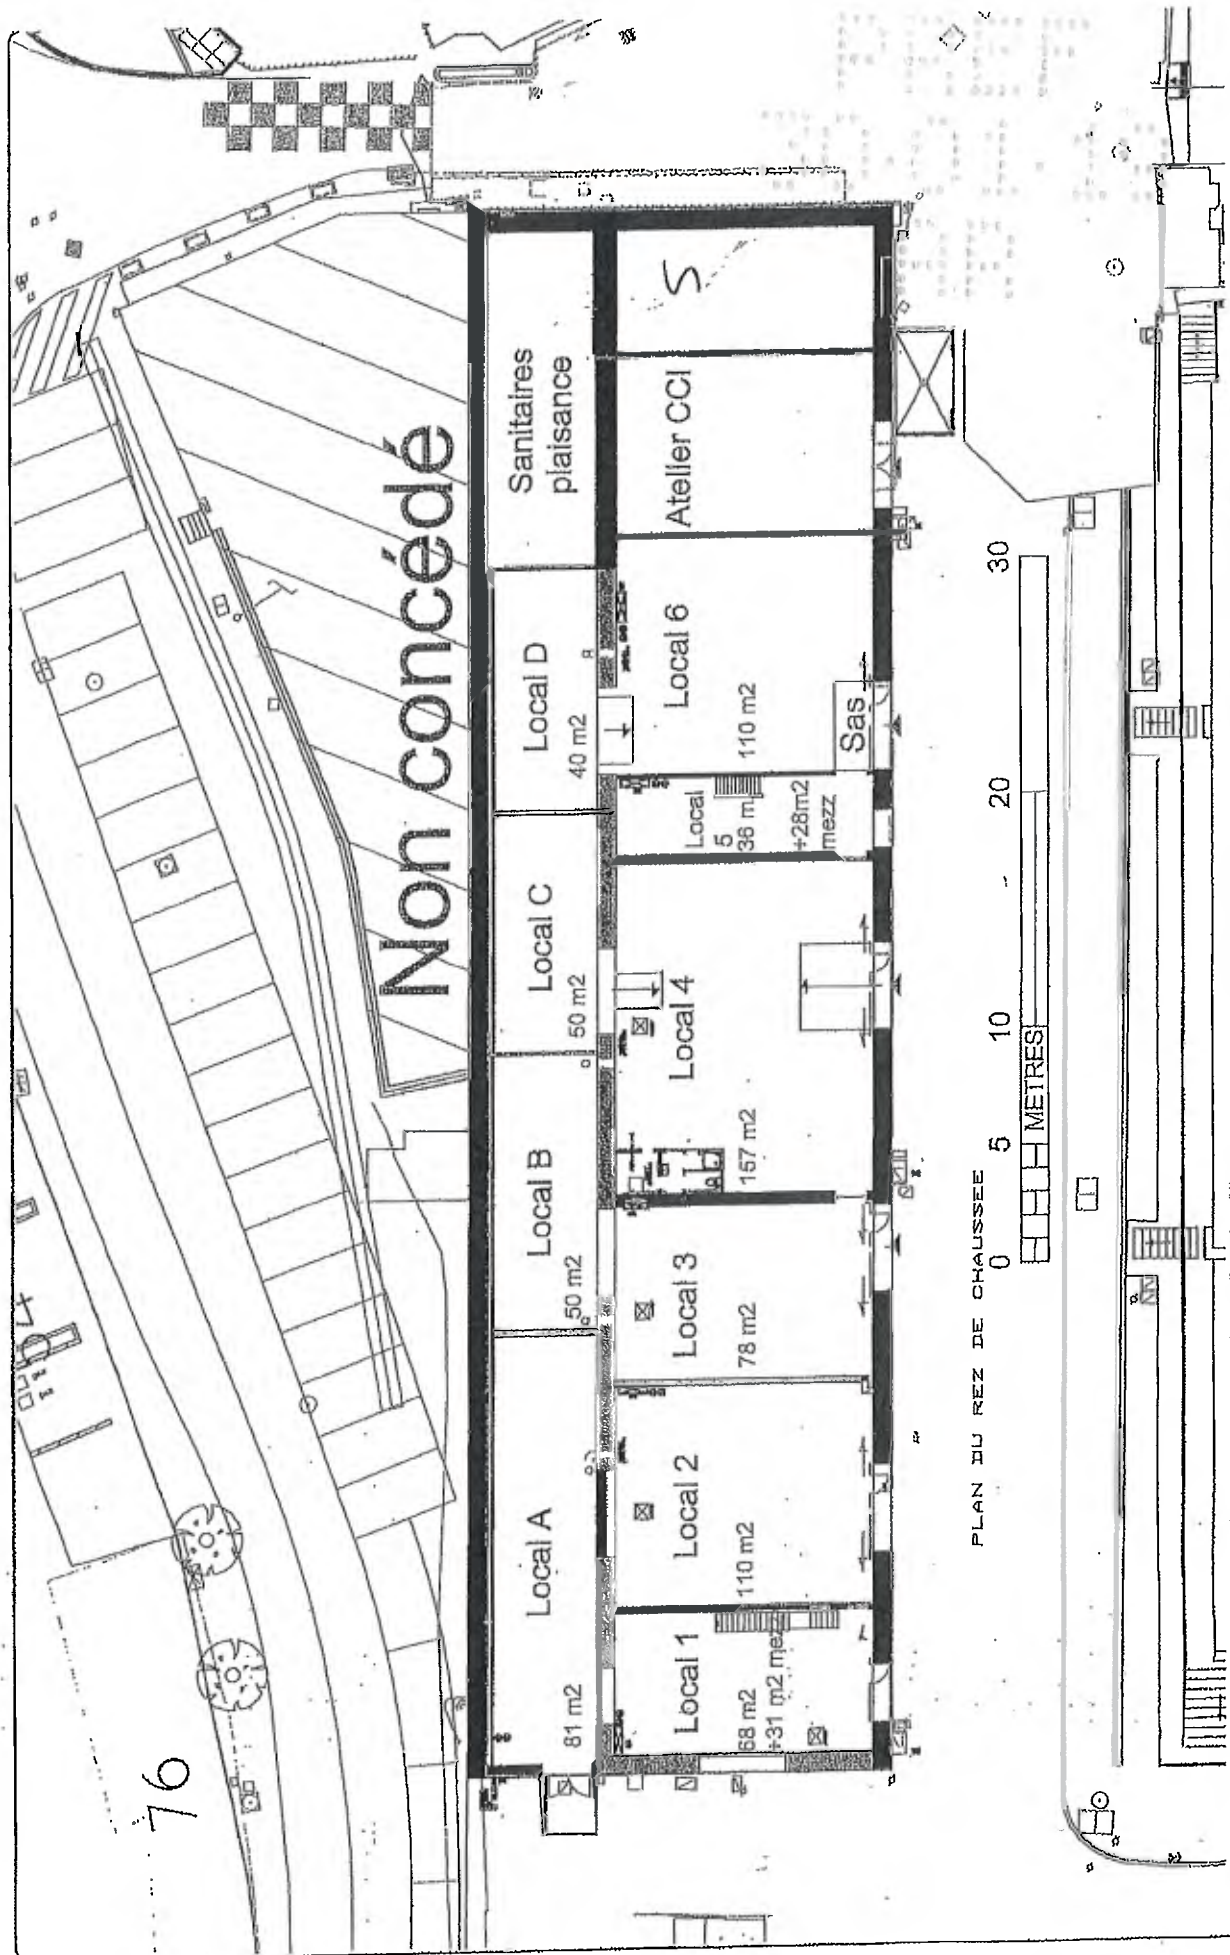 76
Non concédé
Local A
81 m2
Local B
50 m2
Local C
50 m2
Local D
40 m2
Sanitaires
plaisance
Local 1
68 m2
+31 m2 mezz
Local 2
110 m2
Local 3
78 m2
Local 4
157 m2
Local
5
36 m
+28m2
mezz
Local 6
110 m2
Sas
Atelier CCI
5
0 5 10 20 30
METRES
PLAN DU REZ DE CHAUSSEE